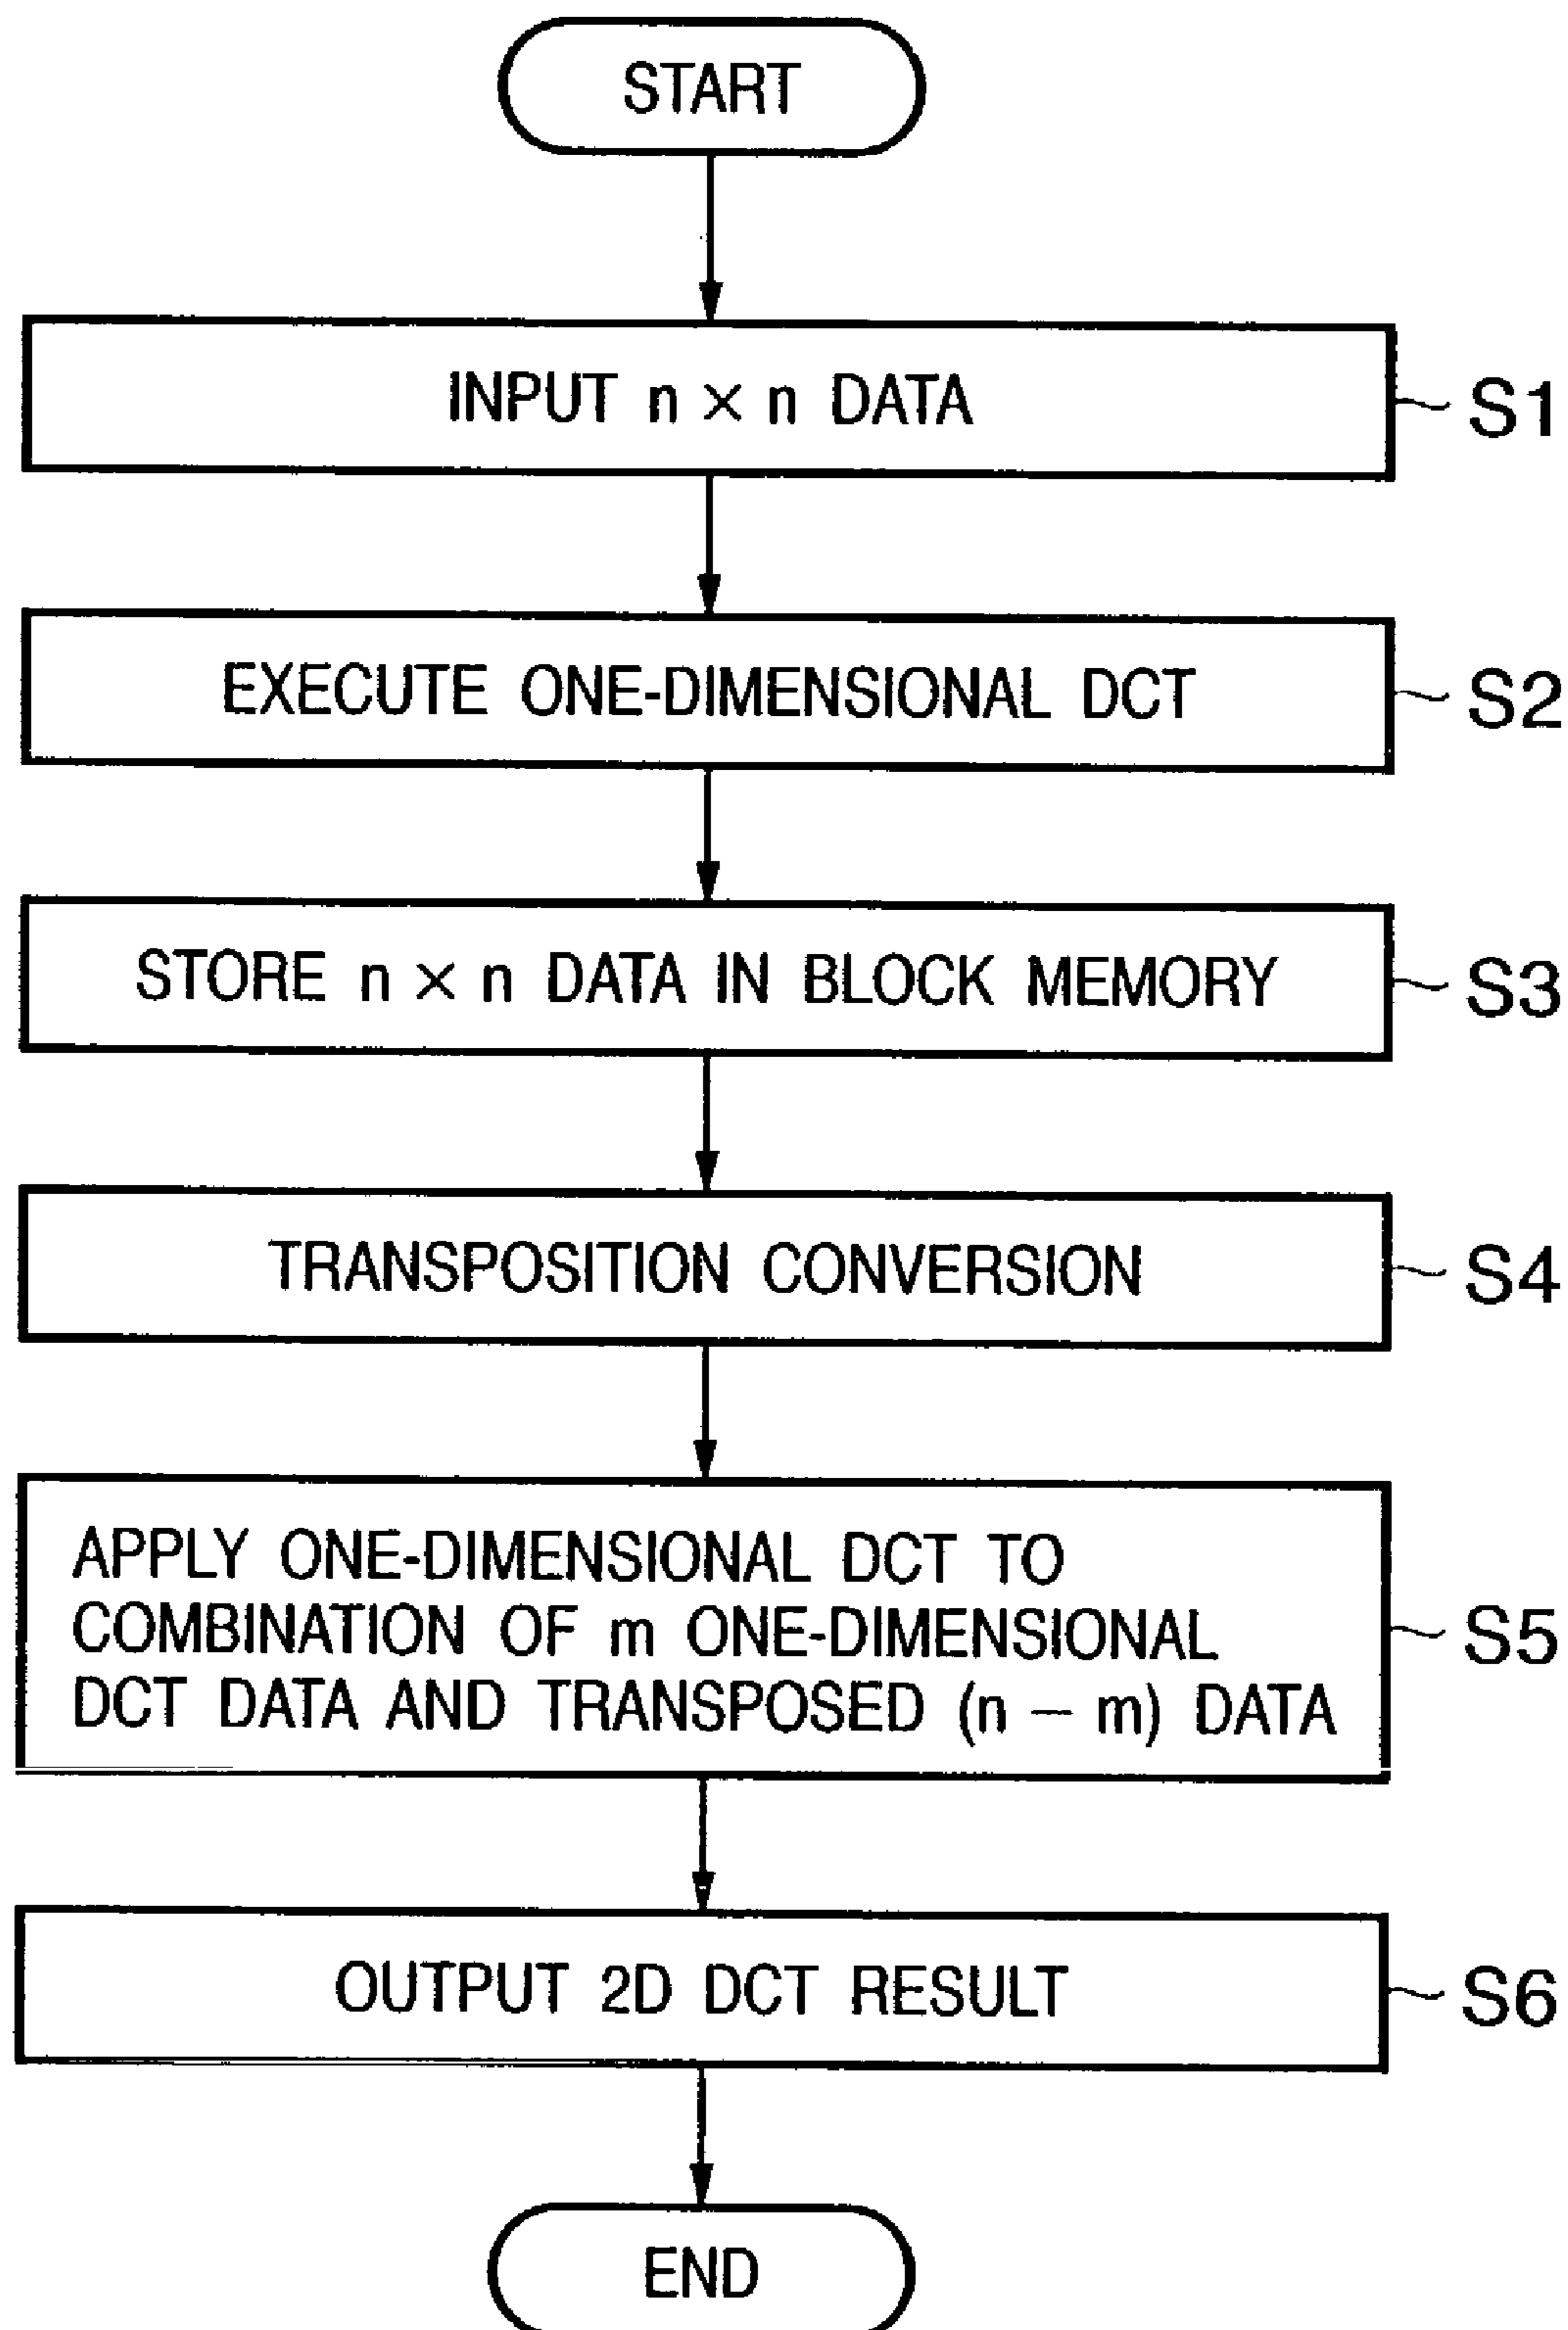 START
INPUT n × n DATA
S1
EXECUTE ONE-DIMENSIONAL DCT
S2
STORE n × n DATA IN BLOCK MEMORY
S3
TRANSPOSITION CONVERSION
S4
APPLY ONE-DIMENSIONAL DCT TO
COMBINATION OF m ONE-DIMENSIONAL
DCT DATA AND TRANSPOSED (n − m) DATA
S5
OUTPUT 2D DCT RESULT
S6
END